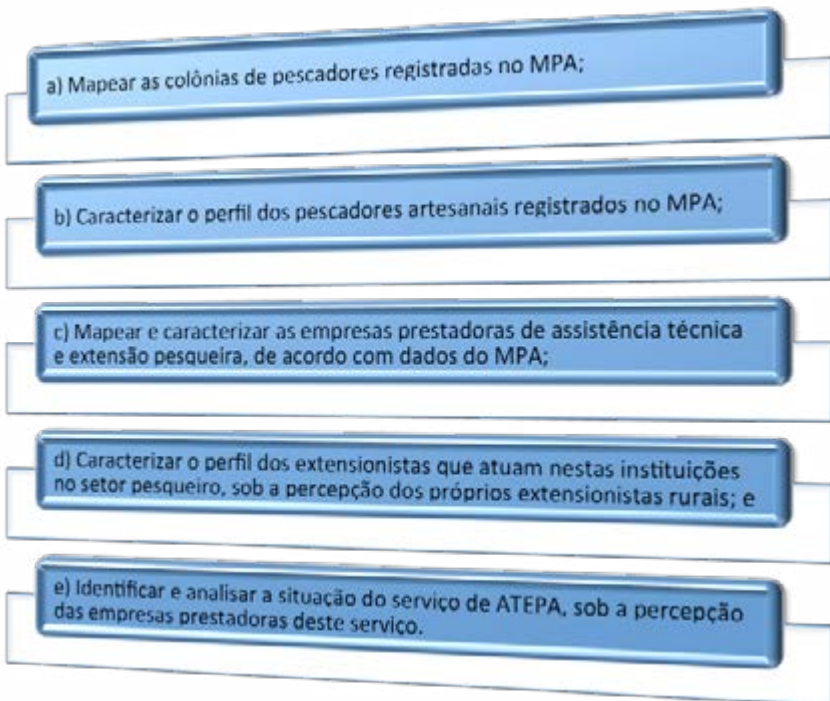 a) Mapear as colônias de pescadores registradas no MPA;
b) Caracterizar o perfil dos pescadores artesanais registrados no MPA;
c) Mapear e caracterizar as empresas prestadoras de assistência técnica
e extensão pesqueira, de acordo com dados do MPA;
d) Caracterizar o perfil dos extensionistas que atuam nestas instituições
no setor pesqueiro, sob a percepção dos próprios extensionistas rurais; e
e) Identificar e analisar a situação do serviço de ATEPA, sob a percepção
das empresas prestadoras deste serviço.